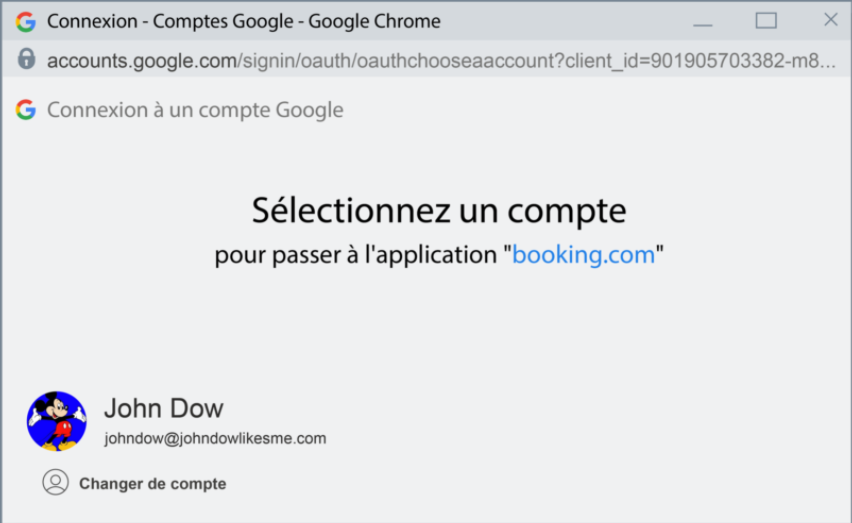 Connexion - Comptes Google - Google Chrome
accounts.google.com/signin/oauth/oauthchooseaaccount?client_id=901905703382-m8...
Connexion à un compte Google
Sélectionnez un compte
pour passer à l'application "booking.com"
John Dow
johndow@johndowlikesme.com
Changer de compte